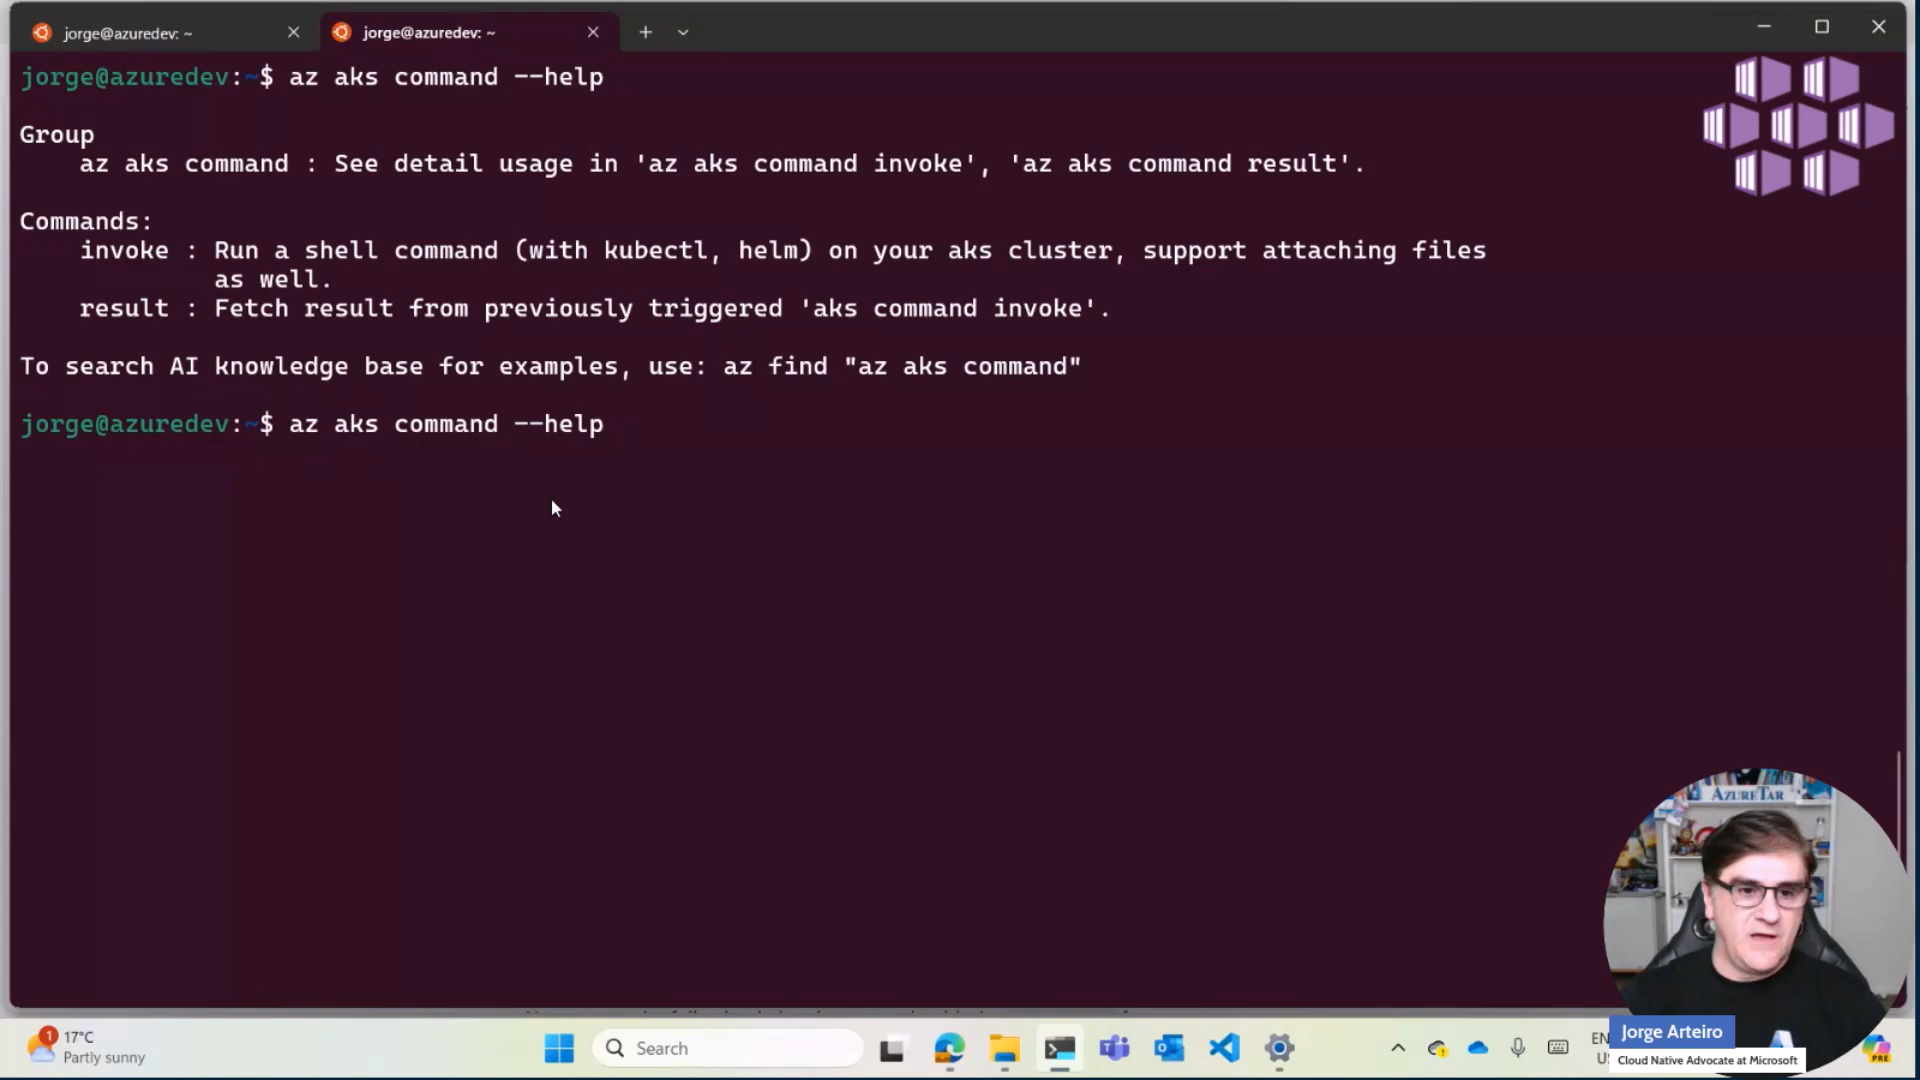 jorge@azuredev: ~
jorge@azuredev: ~
jorge@azuredev:~$ az aks command --help
Group
az aks command : See detail usage in 'az aks command invoke', 'az aks command result'.
Commands:
invoke : Run a shell command (with kubectl, helm) on your aks cluster, support attaching files
as well.
result : Fetch result from previously triggered 'aks command invoke'.
To search AI knowledge base for examples, use: az find "az aks command"
jorge@azuredev:~$ az aks command --help
AZURETAR
1
17°C
Partly sunny
Search
EN
US
PRE
Jorge Arteiro
Cloud Native Advocate at Microsoft